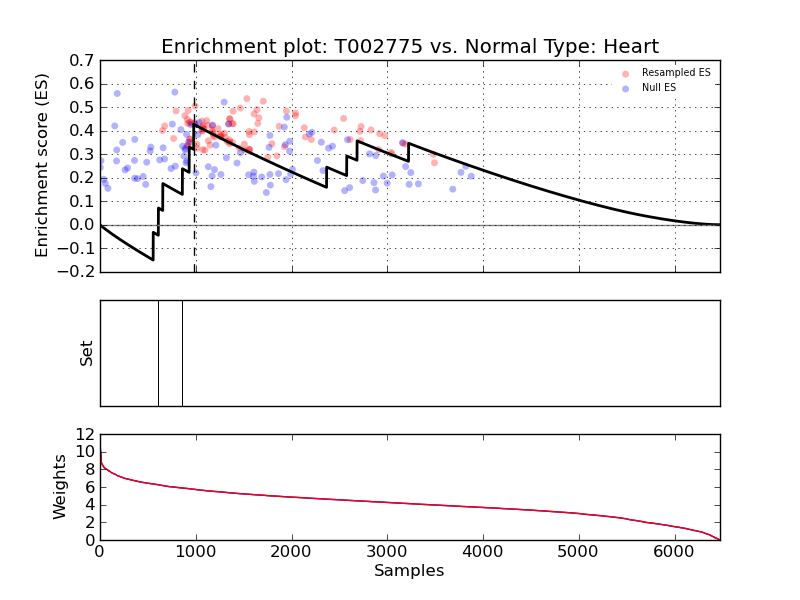 Enrichment plot: T002775 vs. Normal Type: Heart
0.7
0.6
0.5
0.4
0.3
0.2
0.1
0.0
−0.1
−0.2
Enrichment score (ES)
Resampled ES
Null ES
Set
12
10
8
6
4
2
0
Weights
0 1000 2000 3000 4000 5000 6000
Samples